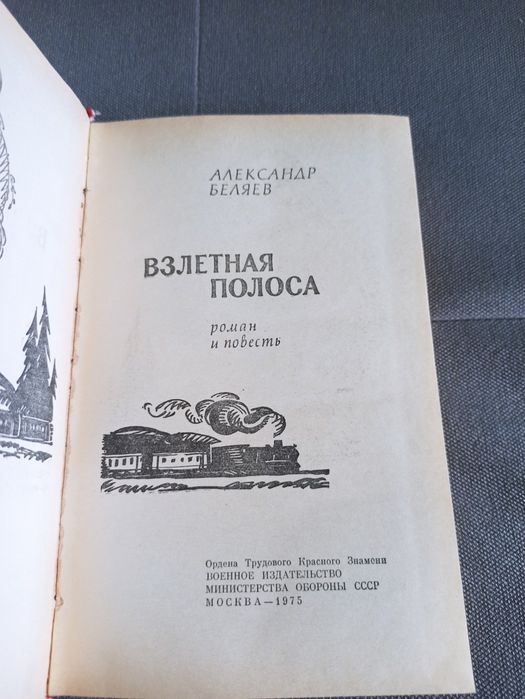 АЛЕКСАНДР
БЕЛЯЕВ
ВЗЛЕТНАЯ
ПОЛОСА
роман
и повесть
Ордена Трудового Красного Знамени
ВОЕННОЕ ИЗДАТЕЛЬСТВО
МИНИСТЕРСТВА ОБОРОНЫ СССР
МОСКВА—1975